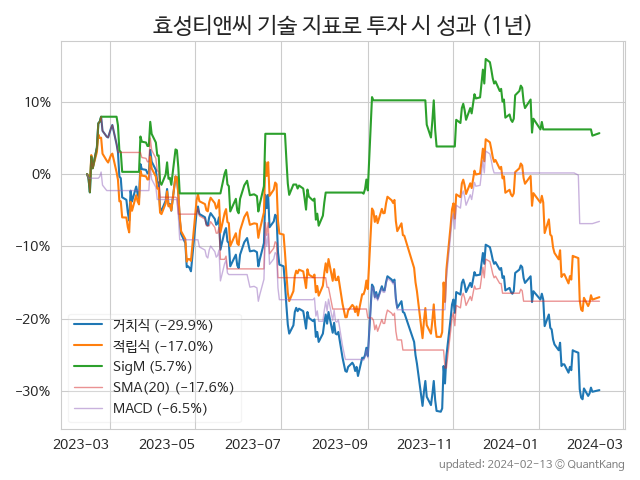 효성티앤씨 기술 지표로 투자 시 성과 (1년)
10%
0%
−10%
−20%
−30%
거치식 (−29.9%)
적립식 (−17.0%)
SigM (5.7%)
SMA(20) (−17.6%)
MACD (−6.5%)
2023-03
2023-05
2023-07
2023-09
2023-11
2024-01
2024-03
updated: 2024-02-13 © QuantKang